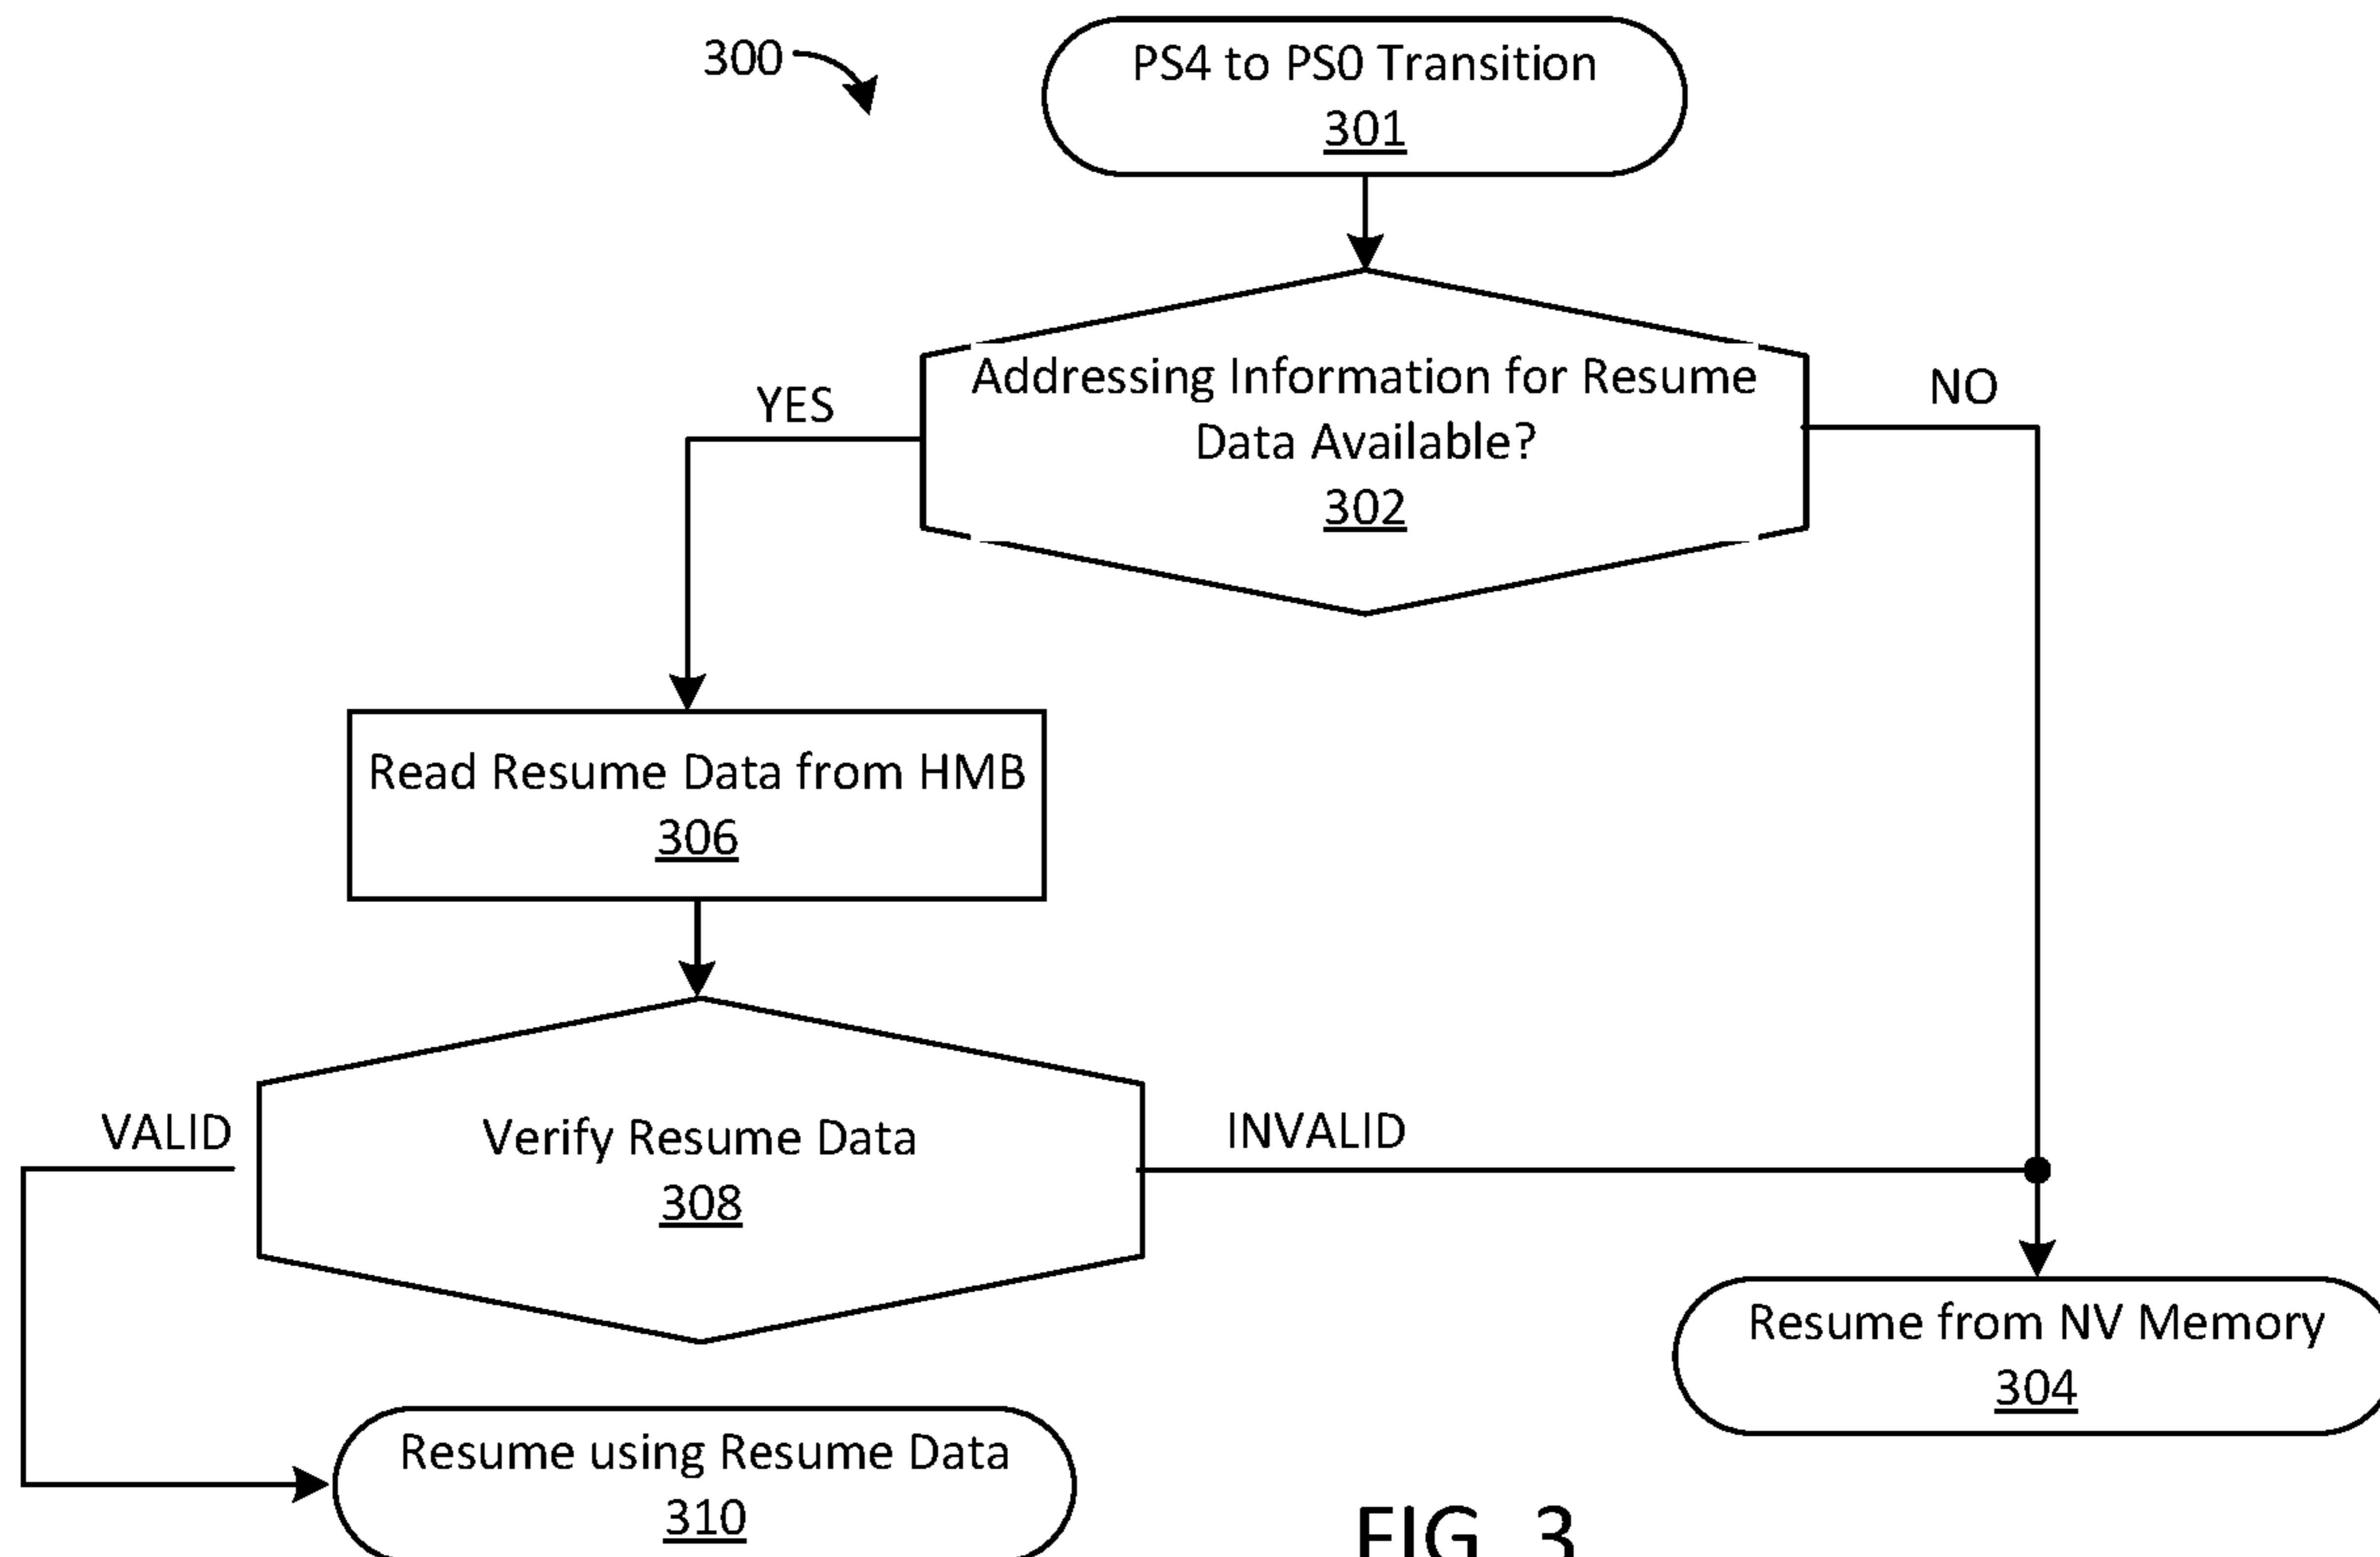 300
PS4 to PS0 Transition
301
Addressing Information for Resume
Data Available?
302
YES
NO
Read Resume Data from HMB
306
Verify Resume Data
308
VALID
INVALID
Resume from NV Memory
304
Resume using Resume Data
310
FIG. 3